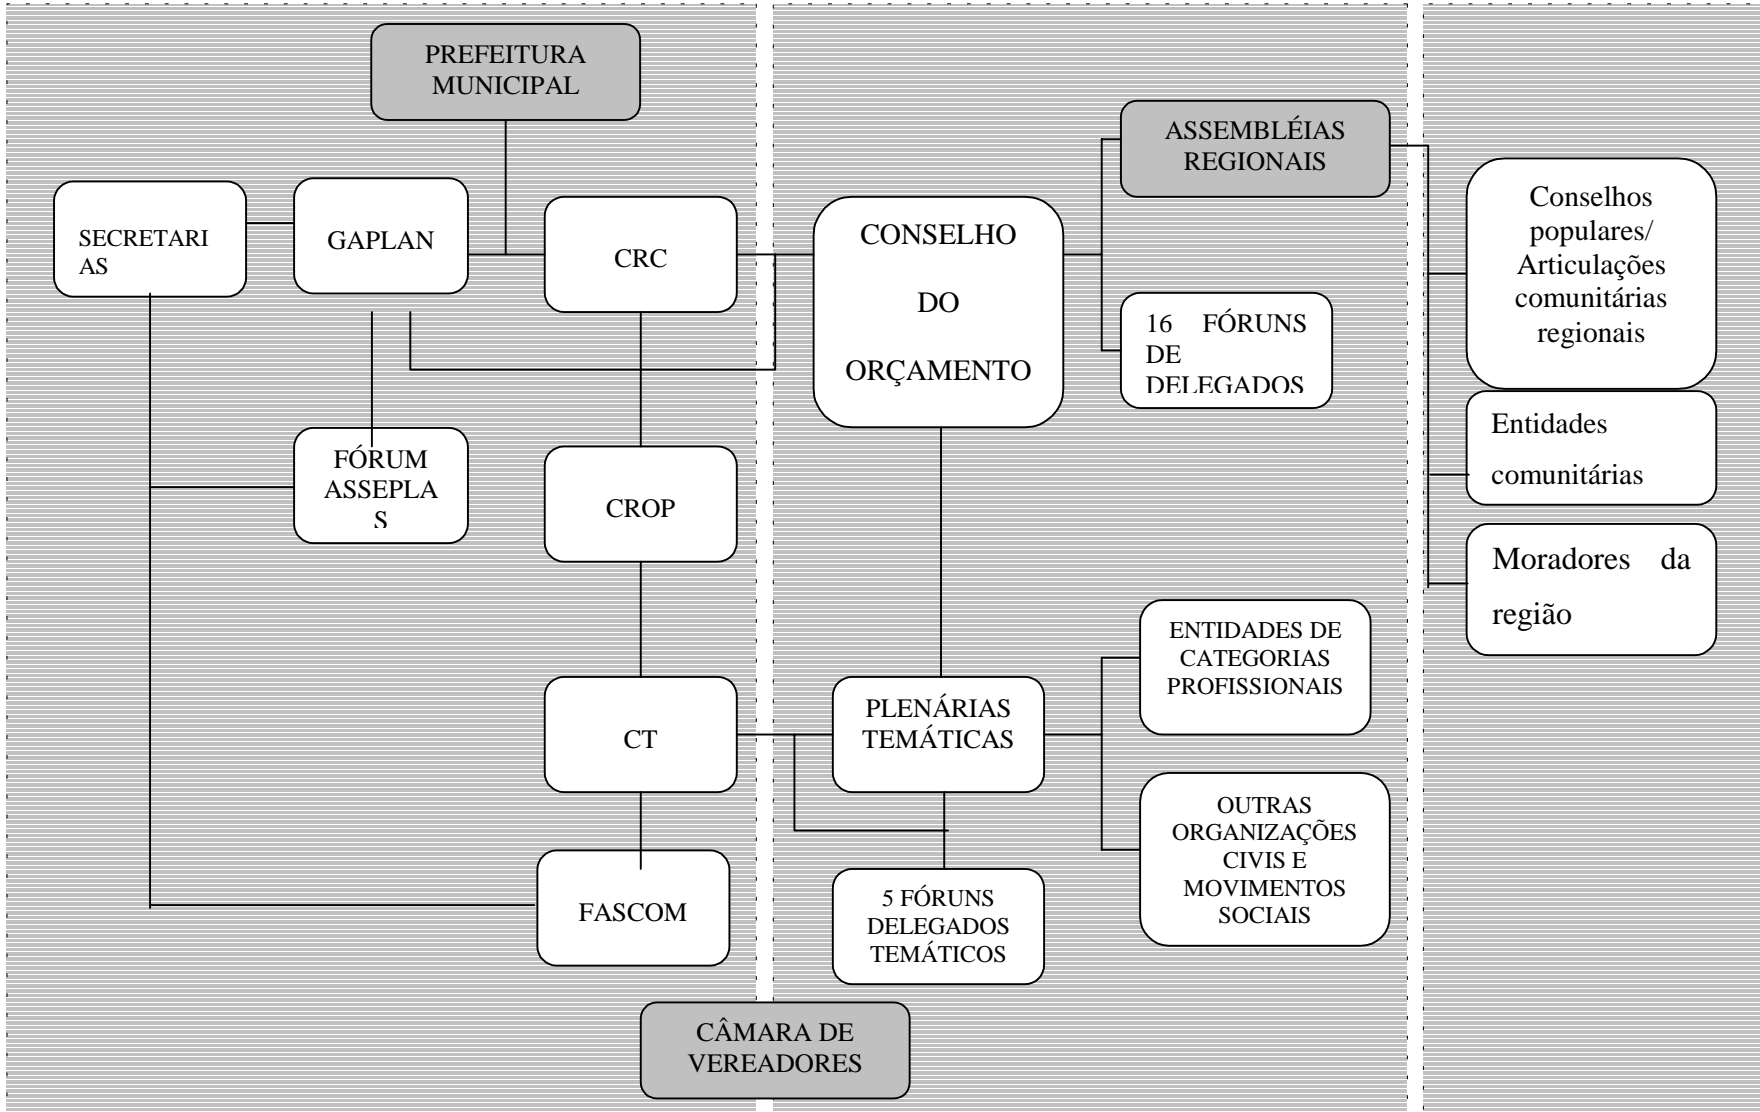 PREFEITURA
MUNICIPAL
SECRETARI
AS
GAPLAN
CRC
FÓRUM
ASSEPLA
S
CROP
CT
FASCOM
CONSELHO
DO
ORÇAMENTO
ASSEMBLÉIAS
REGIONAIS
16 FÓRUNS
DE
DELEGADOS
PLENÁRIAS
TEMÁTICAS
ENTIDADES DE
CATEGORIAS
PROFISSIONAIS
OUTRAS
ORGANIZAÇÕES
CIVIS E
MOVIMENTOS
SOCIAIS
5 FÓRUNS
DELEGADOS
TEMÁTICOS
CÂMARA DE
VEREADORES
Conselhos
populares/
Articulações
comunitárias
regionais
Entidades
comunitárias
Moradores da
região